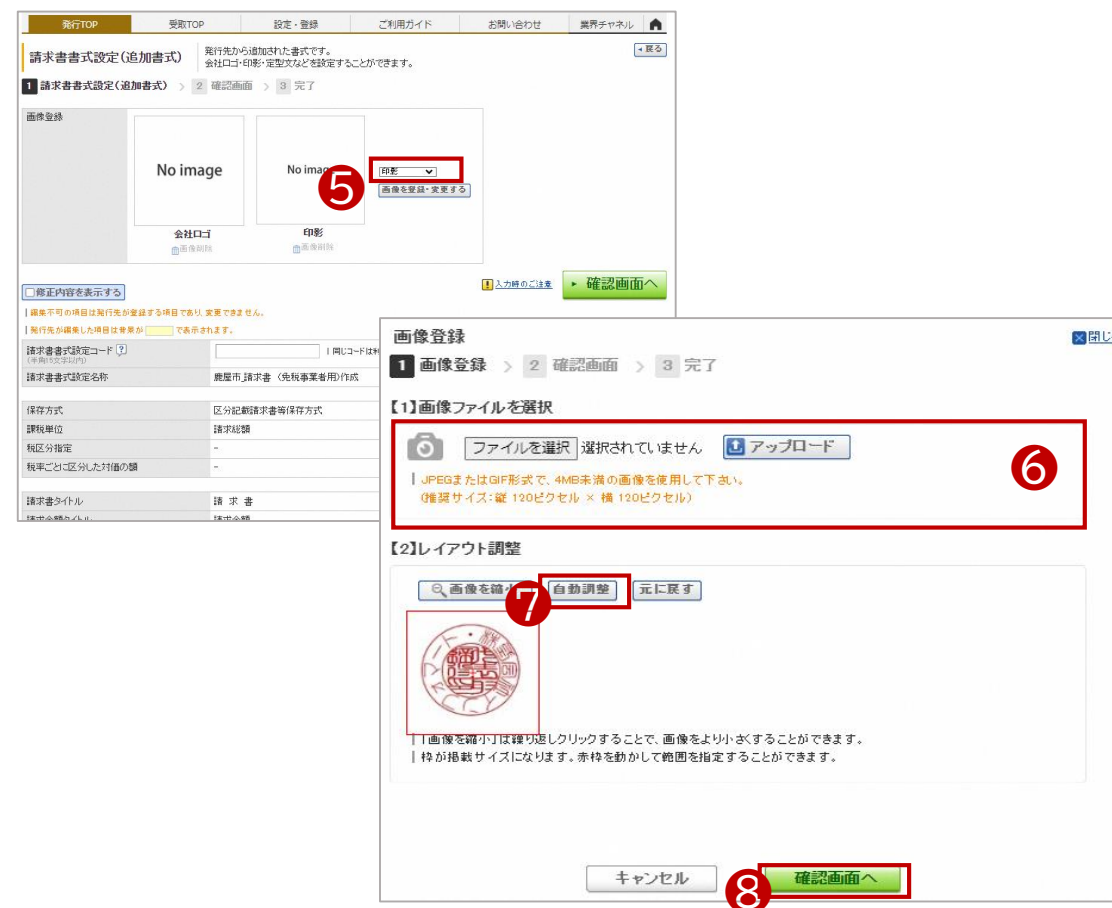 発行TOP 受取TOP 設定・登録 ご利用ガイド お問い合わせ 業界チャネル
請求書書式設定(追加書式)
発行先から追加された書式です。
会社ロゴ・印影・定型文などを設定することができます。
戻る
1 請求書書式設定(追加書式) > 2 確認画面 > 3 完了
画像登録
No image
会社ロゴ
画像削除
印影
画像削除
5
印影
画像を登録・変更する
□修正内容を表示する
入力時のご注意
確認画面へ
編集不可の項目は発行先が登録する項目であり、変更できません。
発行先が編集した項目は背景が で表示されます。
請求書書式設定コード ?
(半角15文字以内)
請求書書式設定名称 鹿屋市_請求書(免税事業者用)作成
保存方式 区分記載請求書等保存方式
課税単位 請求総額
税区分指定 -
税率ごとに区分した対価の額 -
請求書タイトル 請 求 書
画像登録
1 画像登録 > 2 確認画面 > 3 完了
【1】画像ファイルを選択
ファイルを選択 選択されていません アップロード
JPEGまたはGIF形式で、4MB未満の画像を使用して下さい。
(推奨サイズ:縦 120ピクセル × 横 120ピクセル)
6
【2】レイアウト調整
7
自動調整 元に戻す
「画像を縮小」は繰り返しクリックすることで、画像をより小さくすることができます。
枠が掲載サイズになります。赤枠を動かして範囲を指定することができます。
キャンセル
8
確認画面へ